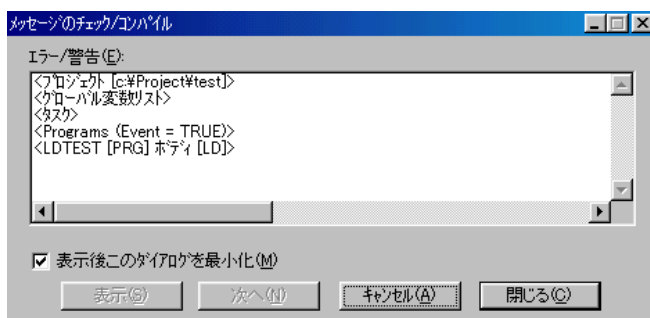 ﾒｯｾｰｼﾞのﾁｪｯｸ/ｺﾝﾊﾟｲﾙ
ｴﾗｰ/警告(E):
<ﾌﾟﾛｼﾞｪｸﾄ [c:¥Project¥test]>
<ｸﾞﾛｰﾊﾞﾙ変数ﾘｽﾄ>
<ﾀｽｸ>
<Programs (Event = TRUE)>
<LDTEST [PRG] ﾎﾞﾃﾞｨ [LD]>
表示後このﾀﾞｲｱﾛｸﾞを最小化(M)
表示(S) 次へ(N) ｷｬﾝｾﾙ(A) 閉じる(C)